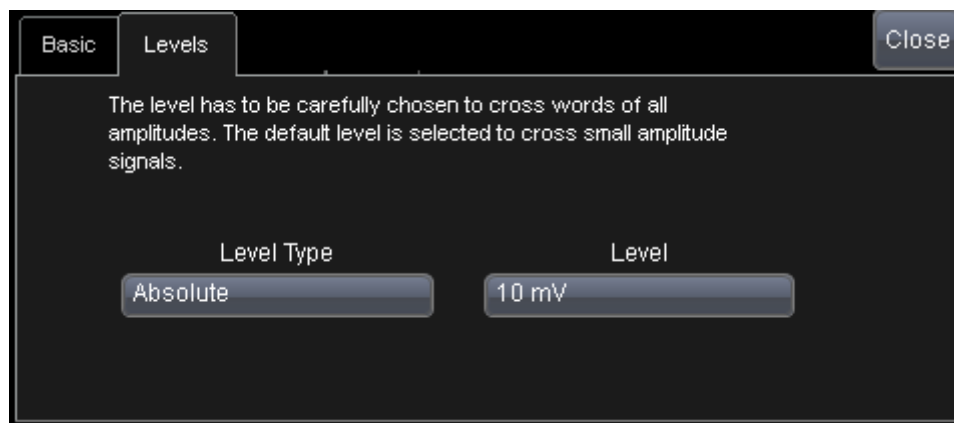 Basic Levels Close
The level has to be carefully chosen to cross words of all
amplitudes. The default level is selected to cross small amplitude
signals.
Level Type Level
Absolute 10 mV